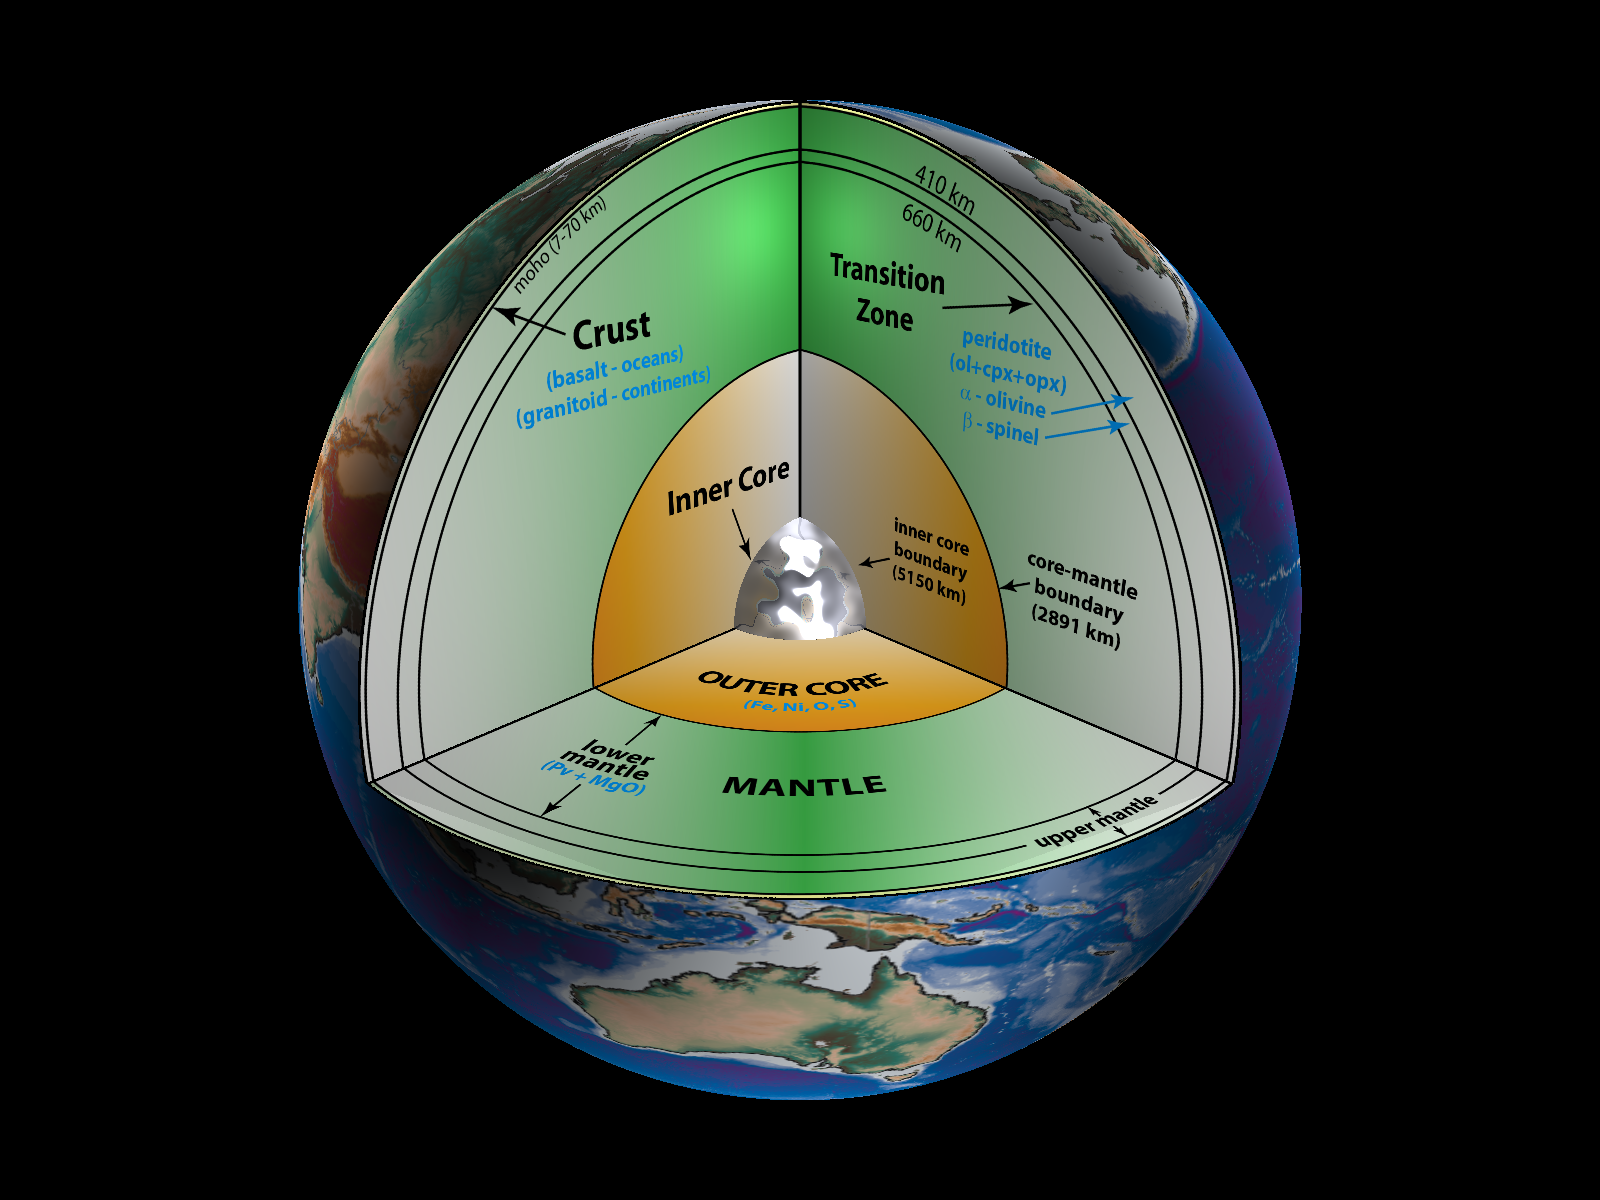 410 km
660 km
moho (7-70 km)
Transition
Zone
Crust
(basalt - oceans)
(granitoid - continents)
peridotite
(ol+cpx+opx)
α - olivine
β - spinel
Inner Core
inner core
boundary
(5150 km)
core-mantle
boundary
(2891 km)
OUTER CORE
(Fe, Ni, O, S)
lower
mantle
(Pv + MgO)
MANTLE
upper mantle